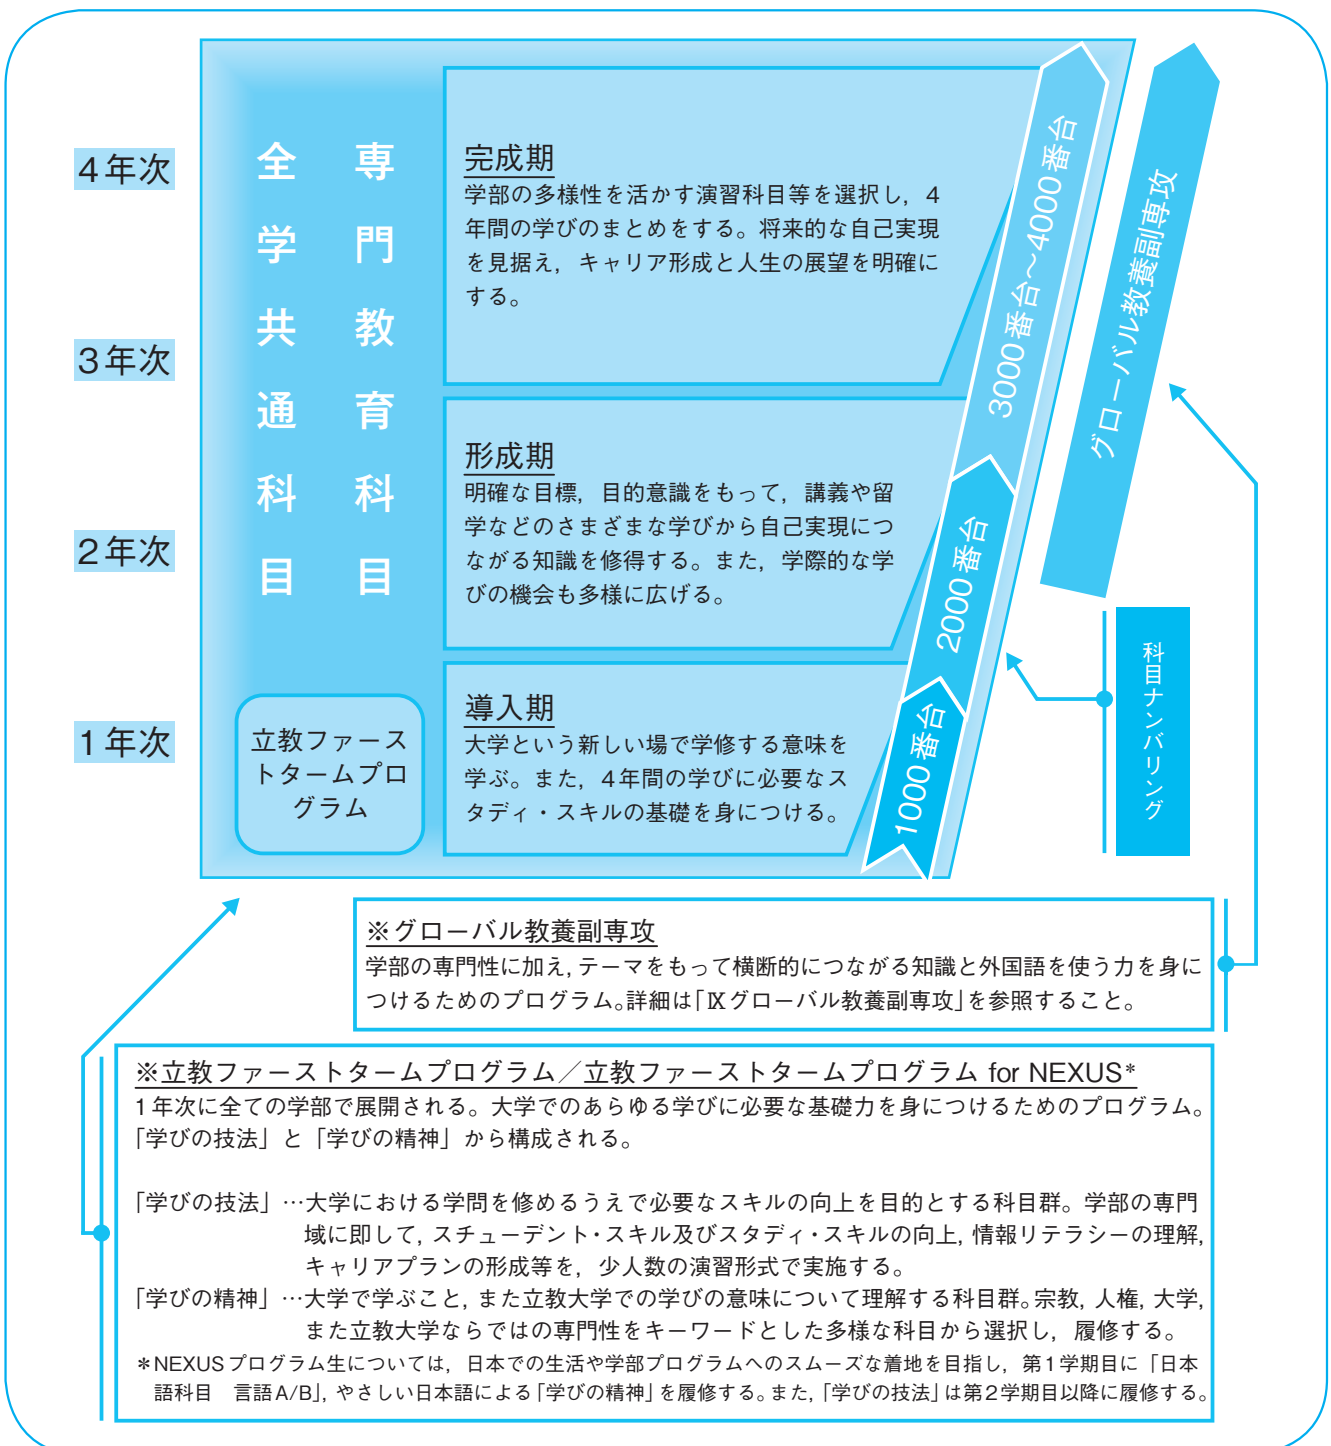 4年次
3年次
2年次
1年次
全学共通科目
専門教育科目
立教ファース
トタームプロ
グラム
完成期
学部の多様性を活かす演習科目等を選択し，4
年間の学びのまとめをする。将来的な自己実現
を見据え，キャリア形成と人生の展望を明確に
する。
形成期
明確な目標，目的意識をもって，講義や留
学などのさまざまな学びから自己実現につ
ながる知識を修得する。また，学際的な学
びの機会も多様に広げる。
導入期
大学という新しい場で学修する意味を
学ぶ。また，4年間の学びに必要なス
タディ・スキルの基礎を身につける。
3000番台～4000番台
2000番台
1000番台
グローバル教養副専攻
科目ナンバリング
※グローバル教養副専攻
学部の専門性に加え，テーマをもって横断的につながる知識と外国語を使う力を身に
つけるためのプログラム。詳細は「Ⅸグローバル教養副専攻」を参照すること。
※立教ファーストタームプログラム／立教ファーストタームプログラム for NEXUS*
1年次に全ての学部で展開される。大学でのあらゆる学びに必要な基礎力を身につけるためのプログラム。
「学びの技法」と「学びの精神」から構成される。
「学びの技法」…大学における学問を修めるうえで必要なスキルの向上を目的とする科目群。学部の専門
域に即して，スチューデント・スキル及びスタディ・スキルの向上，情報リテラシーの理解，
キャリアプランの形成等を，少人数の演習形式で実施する。
「学びの精神」…大学で学ぶこと，また立教大学での学びの意味について理解する科目群。宗教，人権，大学，
また立教大学ならではの専門性をキーワードとした多様な科目から選択し，履修する。
＊NEXUSプログラム生については，日本での生活や学部プログラムへのスムーズな着地を目指し，第1学期目に「日本
語科目　言語A/B」，やさしい日本語による「学びの精神」を履修する。また，「学びの技法」は第2学期目以降に履修する。